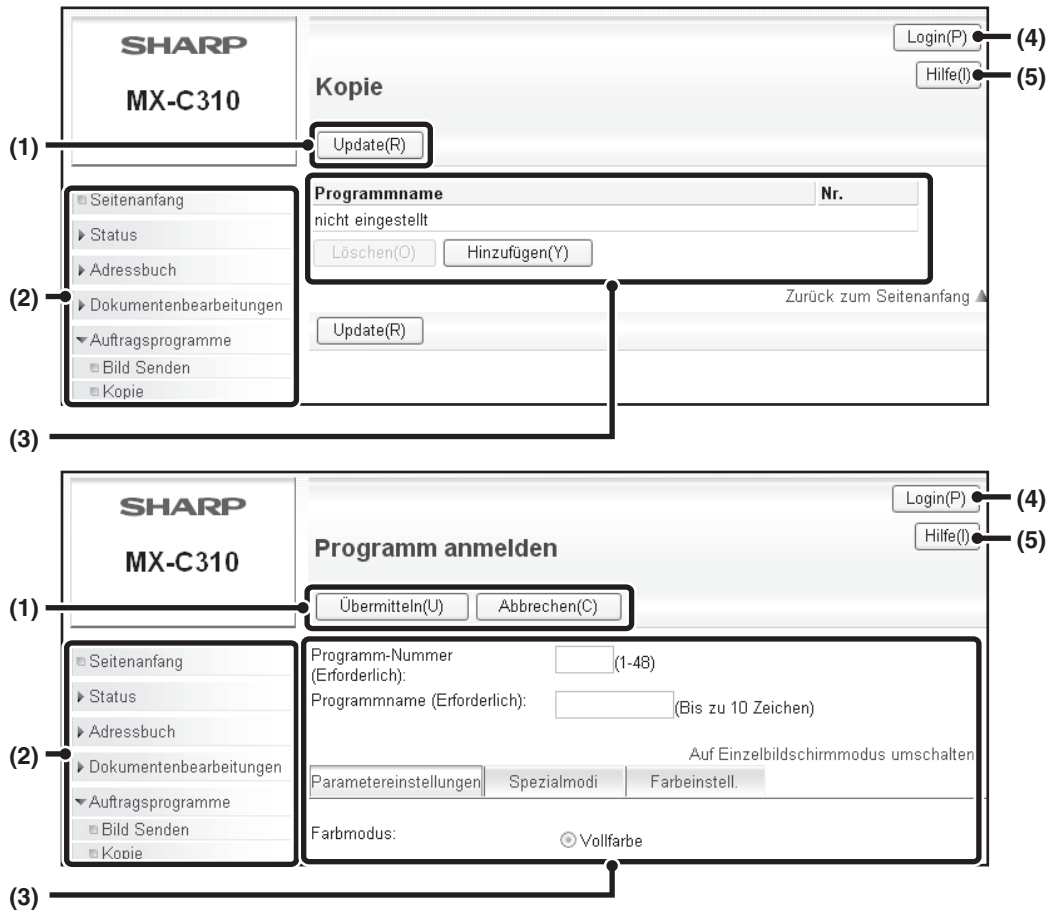 SHARP
MX-C310
Login(P)
(4)
Kopie
Hilfe(I)
(5)
(1)
Update(R)
(2)
Seitenanfang
Status
Adressbuch
Dokumentenbearbeitungen
Auftragsprogramme
Bild Senden
Kopie
Programmname
Nr.
nicht eingestellt
Löschen(O)
Hinzufügen(Y)
Zurück zum Seitenanfang
Update(R)
(3)
SHARP
MX-C310
Login(P)
(4)
Programm anmelden
Hilfe(I)
(5)
(1)
Übermitteln(U)
Abbrechen(C)
(2)
Seitenanfang
Status
Adressbuch
Dokumentenbearbeitungen
Auftragsprogramme
Bild Senden
Kopie
Programm-Nummer
(Erforderlich):
(1-48)
Programmname (Erforderlich):
(Bis zu 10 Zeichen)
Auf Einzelbildschirmmodus umschalten
Parametereinstellungen
Spezialmodi
Farbeinstell.
Farbmodus:
Vollfarbe
(3)